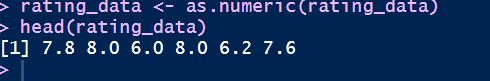 > rating_data <- as.numeric(rating_data)
> head(rating_data)
[1] 7.8 8.0 6.0 8.0 6.2 7.6
>